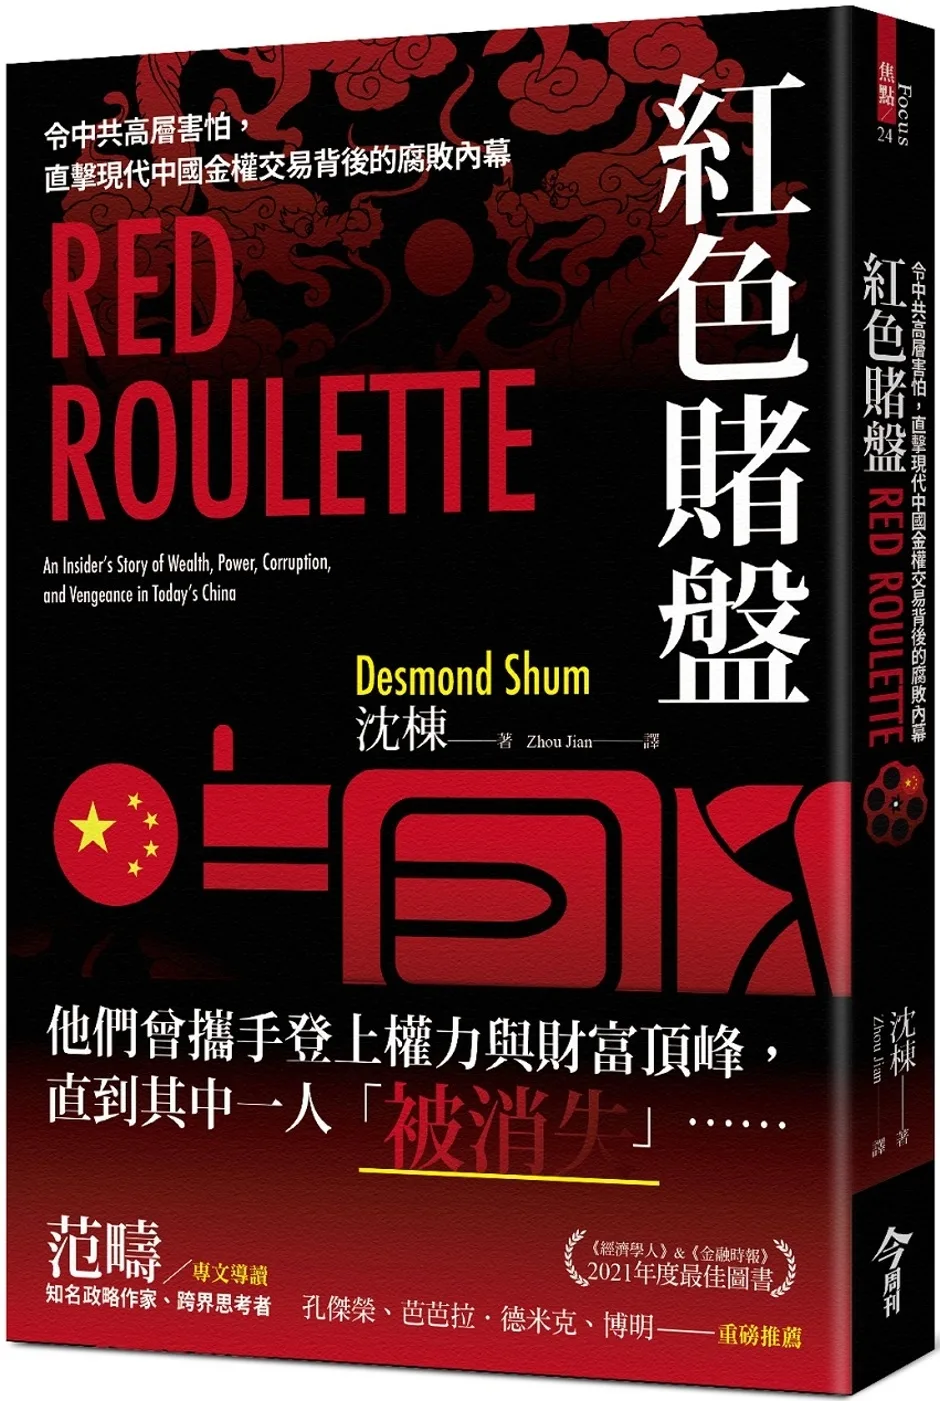 令中共高層害怕，
直擊現代中國金權交易背後的腐敗內幕
RED
ROULETTE
紅色賭盤
An Insider's Story of Wealth, Power, Corruption,
and Vengeance in Today's China
Desmond Shum
沈棟——著 Zhou Jian——譯
他們曾攜手登上權力與財富頂峰，
直到其中一人「被消失」……
范疇／專文導讀
知名政略作家、跨界思考者
《經濟學人》&《金融時報》
2021年度最佳圖書
孔傑榮、芭芭拉·德米克、博明——重磅推薦
焦點／24
Focus
紅色賭盤 RED ROULETTE
令中共高層害怕，直擊現代中國金權交易背後的腐敗內幕
沈棟——著
Zhou Jian——譯
今周刊